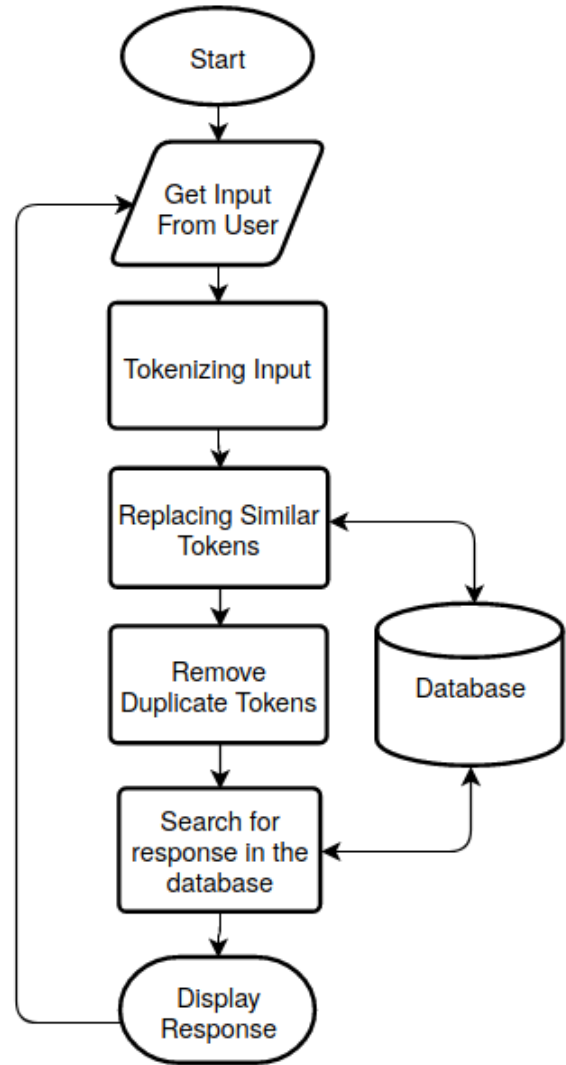 Start
Get Input
From User
Tokenizing Input
Replacing Similar
Tokens
Remove
Duplicate Tokens
Database
Search for
response in the
database
Display
Response